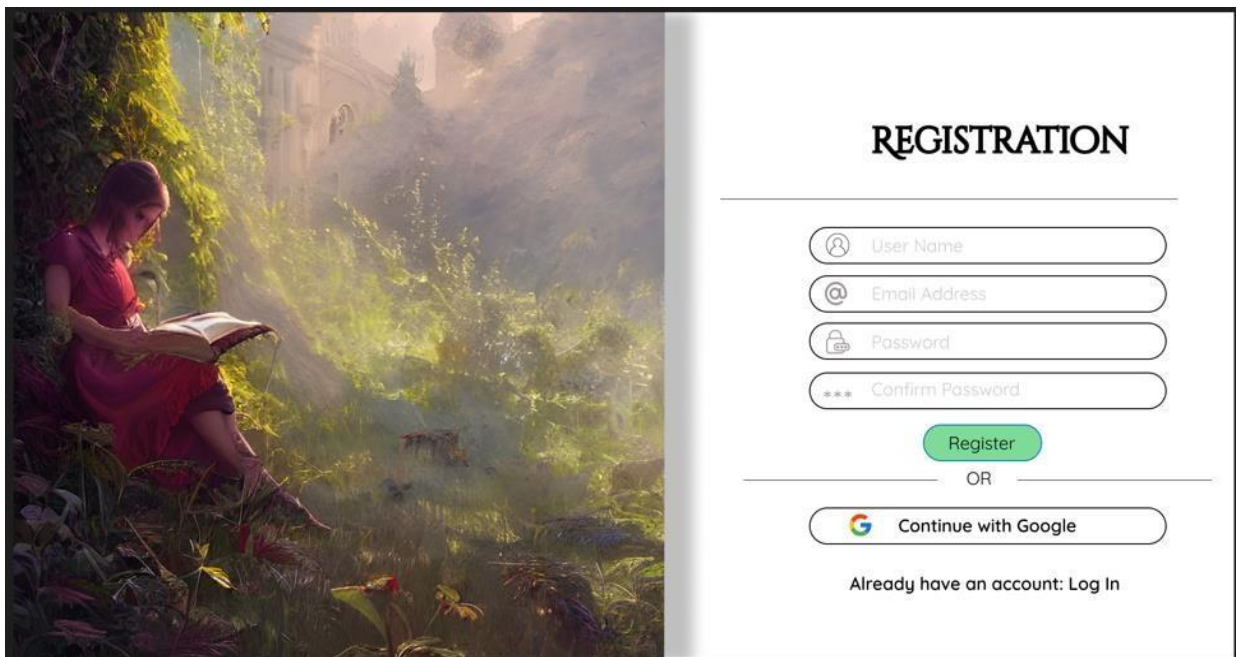 REGISTRATION
User Name
@ Email Address
Password
*** Confirm Password
Register
OR
Continue with Google
Already have an account: Log In